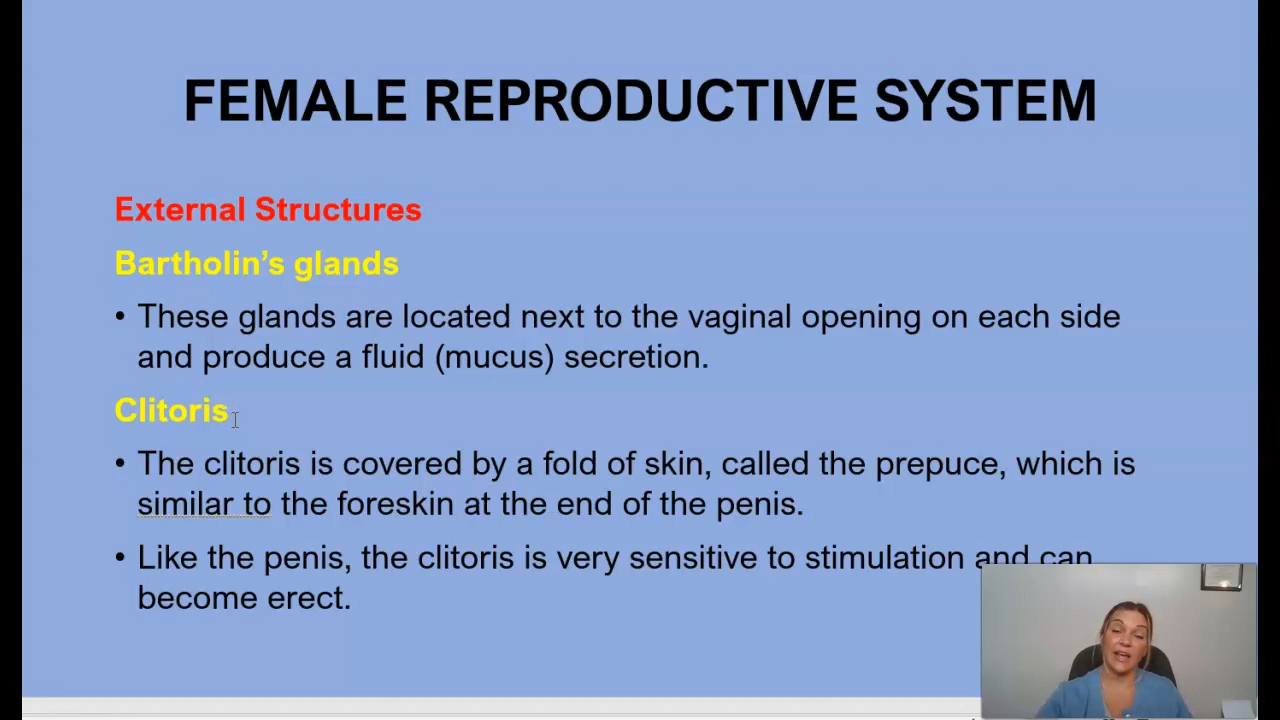 FEMALE REPRODUCTIVE SYSTEM
External Structures
Bartholin’s glands
• These glands are located next to the vaginal opening on each side
and produce a fluid (mucus) secretion.
Clitoris
• The clitoris is covered by a fold of skin, called the prepuce, which is
similar to the foreskin at the end of the penis.
• Like the penis, the clitoris is very sensitive to stimulation and can
become erect.